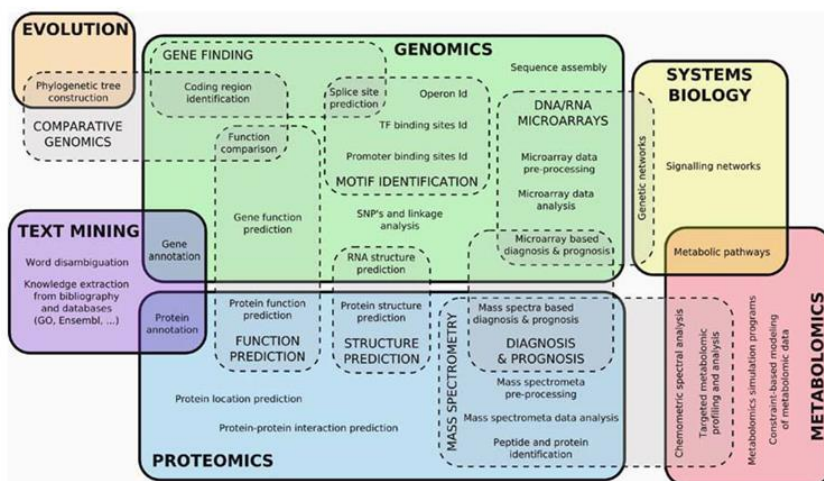 EVOLUTION
Phylogenetic tree
construction
COMPARATIVE
GENOMICS
GENE FINDING
Coding region
identification
GENOMICS
Splice site
prediction
Sequence assembly
Operon Id
TF binding sites Id
Promoter binding sites Id
MOTIF IDENTIFICATION
Function
comparison
DNA/RNA
MICROARRAYS
Microarray data
pre-processing
Microarray data
analysis
Microarray based
diagnosis & prognosis
Genetic networks
SYSTEMS
BIOLOGY
Signalling networks
Metabolic pathways
Gene function
prediction
SNP's and linkage
analysis
RNA structure
prediction
TEXT MINING
Word disambiguation
Knowledge extraction
from bibliography
and databases
(GO, Ensembl, ...)
Gene
annotation
Protein
annotation
Protein function
prediction
FUNCTION
PREDICTION
Protein structure
prediction
STRUCTURE
PREDICTION
Mass spectra based
diagnosis & prognosis
DIAGNOSIS
& PROGNOSIS
MASS SPECTROMETRY
Mass spectrometa
pre-processing
Mass spectrometa data analysis
Peptide and protein
identification
Protein location prediction
Protein-protein interaction prediction
PROTEOMICS
Chemometric spectral analysis
Targeted metabolomic
profiling and analysis
Metabolomics simulation programs
Constraint-based modeling
of metabolomic data
METABOLOMICS